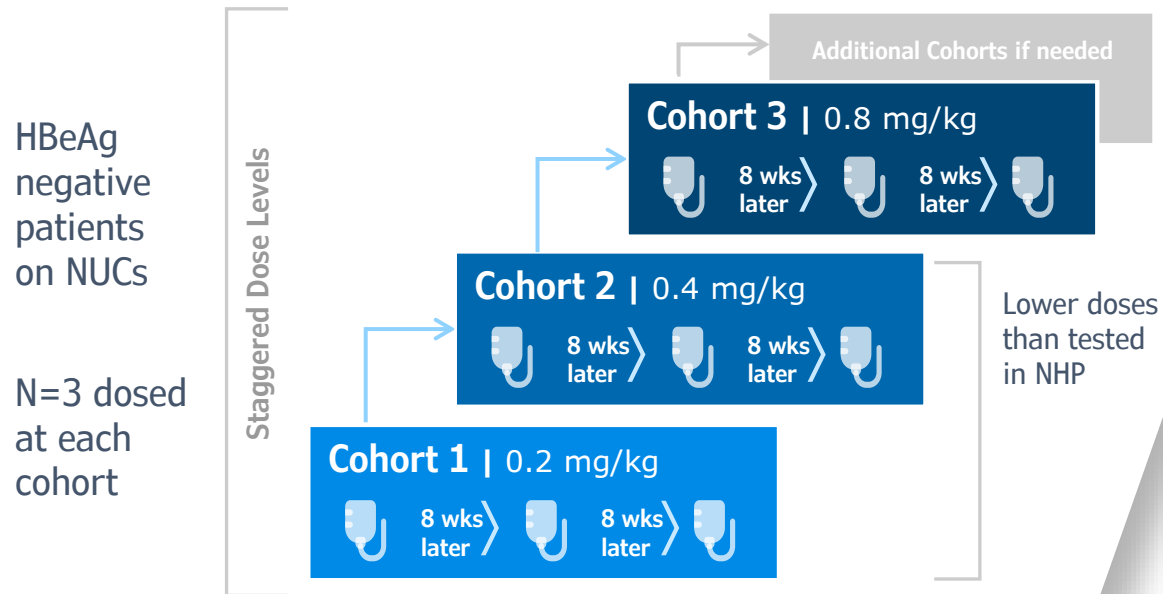 HBeAg
negative
patients
on NUCs
N=3 dosed
at each
cohort
Staggered Dose Levels
Additional Cohorts if needed
Cohort 3 | 0.8 mg/kg
8 wks
later
8 wks
later
Cohort 2 | 0.4 mg/kg
8 wks
later
8 wks
later
Cohort 1 | 0.2 mg/kg
8 wks
later
8 wks
later
Lower doses
than tested
in NHP